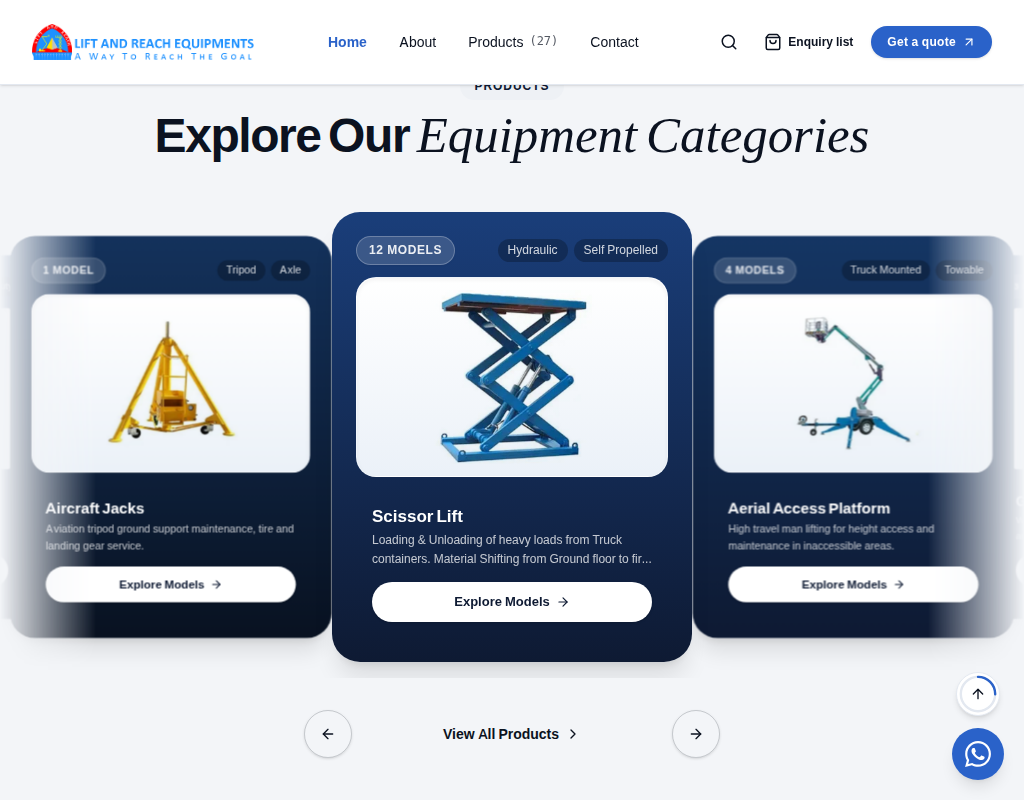 LIFT AND REACH EQUIPMENTS
A WAY TO REACH THE GOAL
Home
About
Products (27)
Contact
Enquiry list
Get a quote
PRODUCTS
Explore Our Equipment Categories
1 MODEL
Tripod
Axle
Aircraft Jacks
Aviation tripod ground support maintenance, tire and
landing gear service.
Explore Models
12 MODELS
Hydraulic
Self Propelled
Scissor Lift
Loading & Unloading of heavy loads from Truck
containers. Material Shifting from Ground floor to fir...
Explore Models
4 MODELS
Truck Mounted
Towable
Aerial Access Platform
High travel man lifting for height access and
maintenance in inaccessible areas.
Explore Models
View All Products